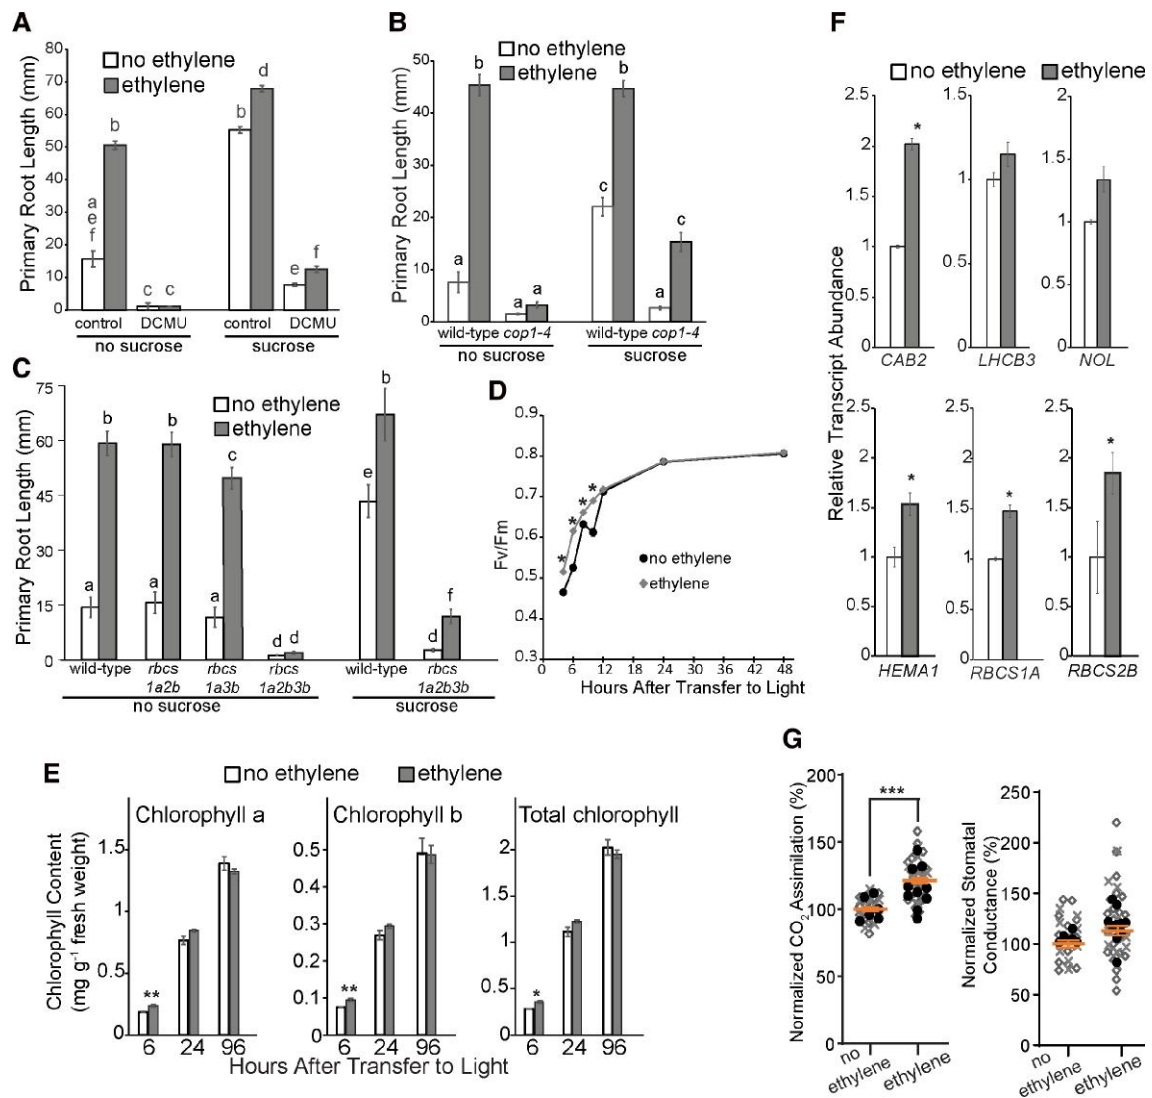 A
no ethylene
ethylene
Primary Root Length (mm)
80
70
60
50
40
30
20
10
0
a
e
f
b
c
c
b
d
e
f
control
DCMU
control
DCMU
no sucrose
sucrose
B
no ethylene
ethylene
Primary Root Length (mm)
50
40
30
20
10
0
a
b
a
a
c
b
a
c
wild-type cop1-4
wild-type cop1-4
no sucrose
sucrose
C
no ethylene
ethylene
Primary Root Length (mm)
75
60
45
30
15
0
a
b
a
b
a
c
d
d
e
b
d
f
wild-type
rbcs
1a2b
rbcs
1a3b
rbcs
1a2b3b
wild-type
rbcs
1a2b3b
no sucrose
sucrose
D
Fv/Fm
0.9
0.8
0.7
0.6
0.5
0.4
0.3
*
*
*
*
no ethylene
ethylene
0
6
12
18
24
30
36
42
48
Hours After Transfer to Light
E
no ethylene
ethylene
Chlorophyll Content
(mg g-1 fresh weight)
Chlorophyll a
1.5
1
0.5
0
**
6
24
96
Chlorophyll b
0.5
0.4
0.3
0.2
0.1
0
**
6
24
96
Total chlorophyll
2
1.5
1
0.5
0
*
6
24
96
Hours After Transfer to Light
F
no ethylene
ethylene
Relative Transcript Abundance
2.5
2
1.5
1
0.5
0
*
CAB2
1.5
1
0.5
0
LHCB3
2
1.5
1
0.5
0
NOL
2.5
2
1.5
1
0.5
0
*
HEMA1
2.5
2
1.5
1
0.5
0
*
RBCS1A
2.5
2
1.5
1
0.5
0
*
RBCS2B
G
Normalized CO2 Assimilation (%)
200
150
100
50
0
***
no
ethylene
ethylene
Normalized Stomatal
Conductance (%)
250
200
150
100
50
0
no
ethylene
ethylene